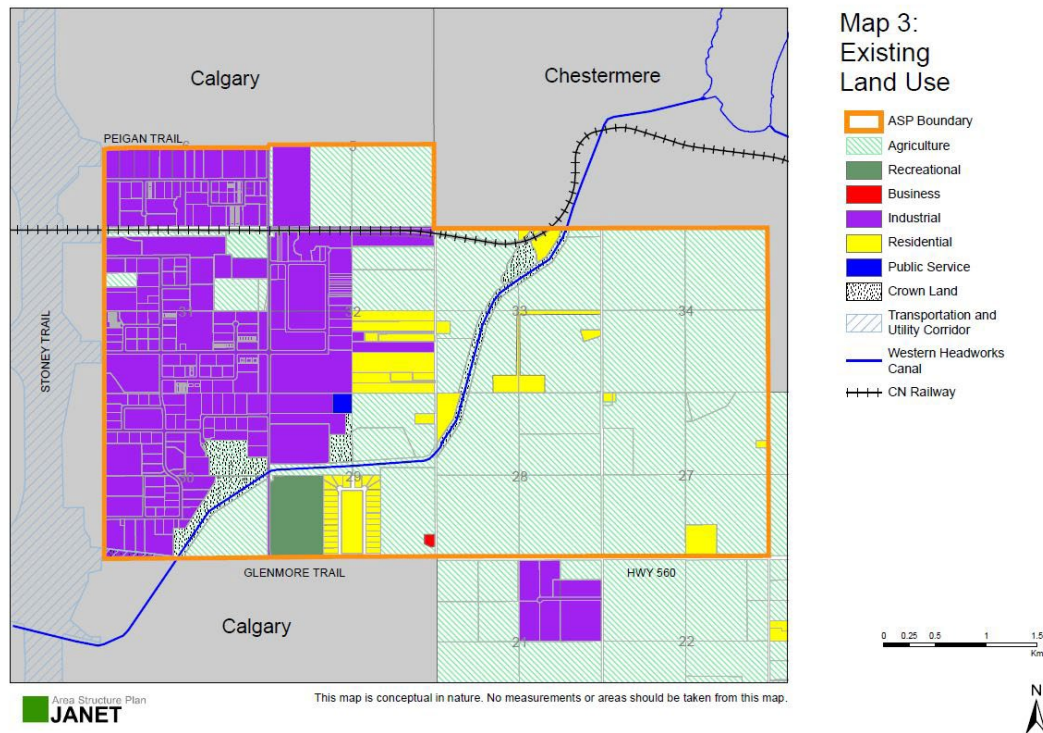 Map 3:
Existing
Land Use
Calgary
Chestermere
PEIGAN TRAIL
ASP Boundary
Agriculture
Recreational
Business
Industrial
Residential
Public Service
Crown Land
Transportation and
Utility Corridor
Western Headworks
Canal
CN Railway
STONEY TRAIL
31
32
33
34
30
29
28
27
GLENMORE TRAIL
HWY 560
Calgary
21
22
0 0.25 0.5 1 1.5
Km
N
Area Structure Plan
JANET
This map is conceptual in nature. No measurements or areas should be taken from this map.